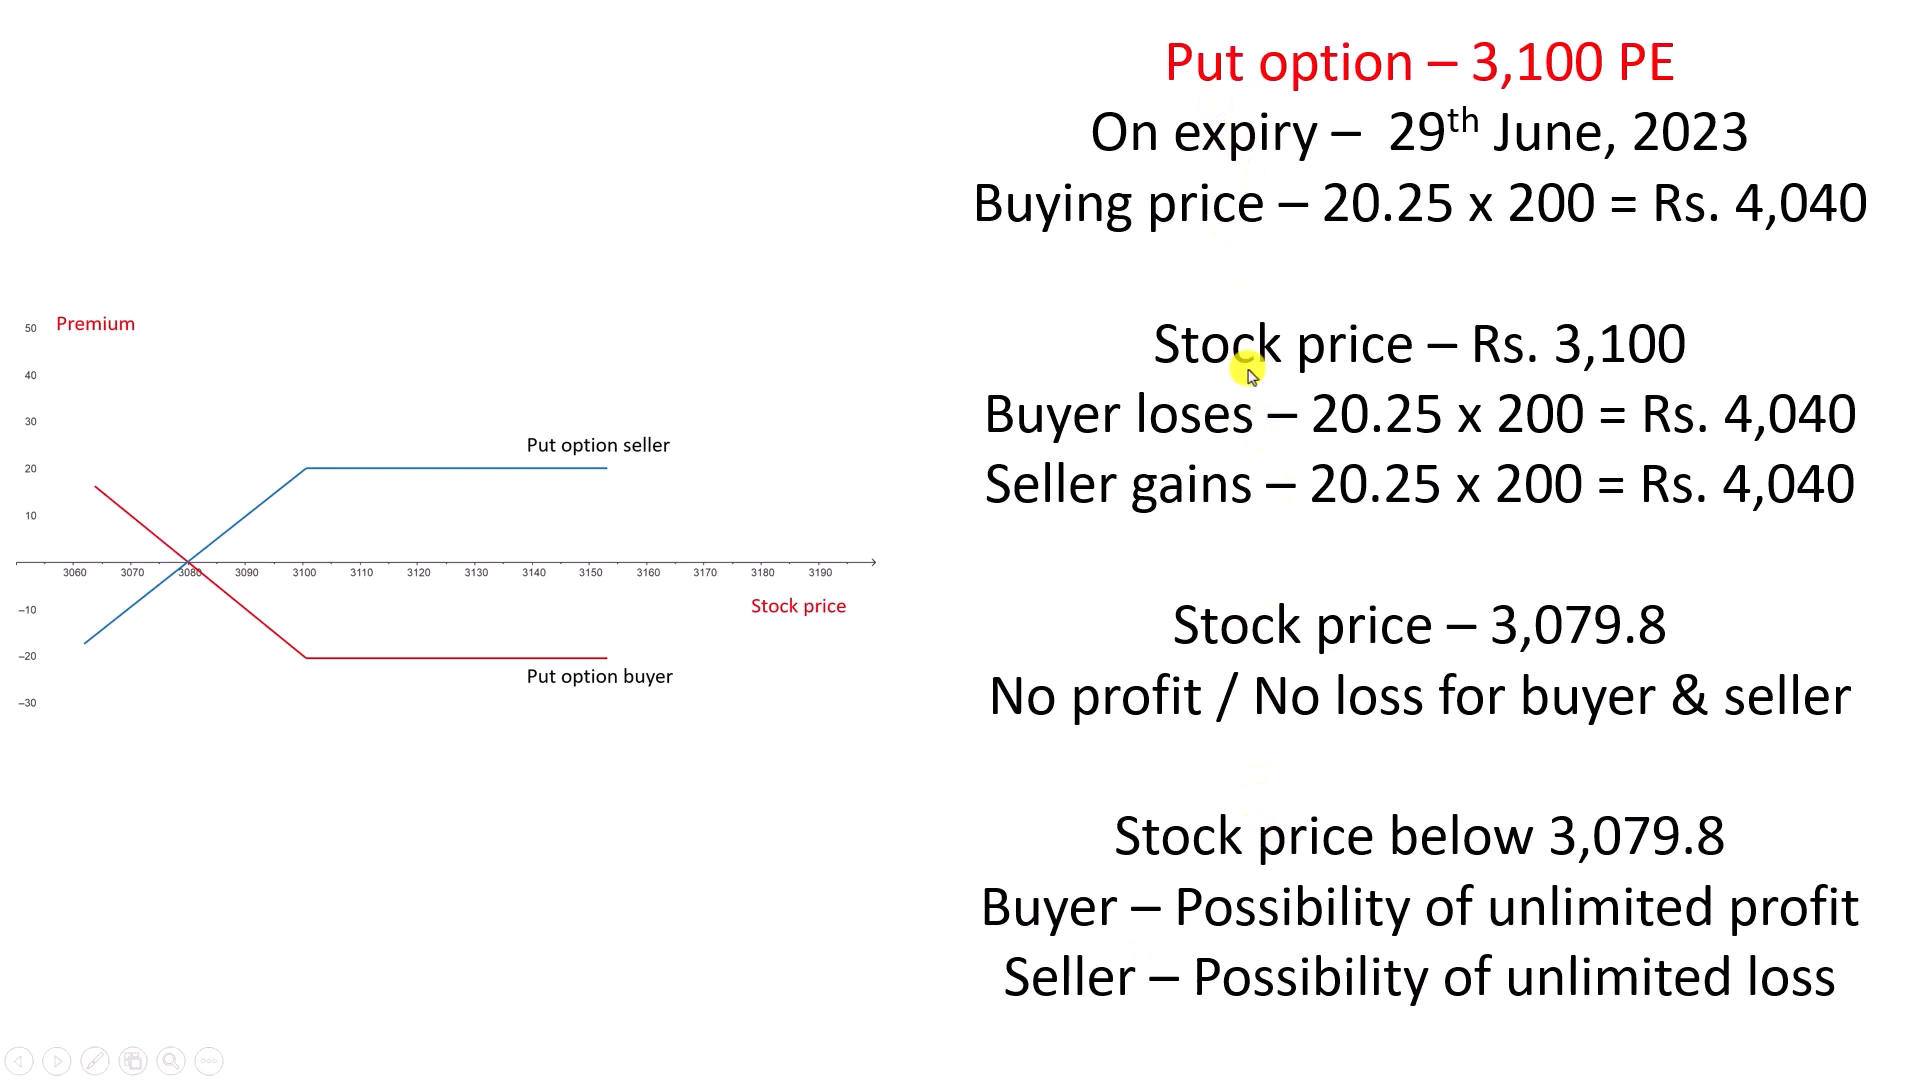 Put option – 3,100 PE
On expiry – 29th June, 2023
Buying price – 20.25 x 200 = Rs. 4,040
Stock price – Rs. 3,100
Buyer loses – 20.25 x 200 = Rs. 4,040
Seller gains – 20.25 x 200 = Rs. 4,040
Stock price – 3,079.8
No profit / No loss for buyer & seller
Stock price below 3,079.8
Buyer – Possibility of unlimited profit
Seller – Possibility of unlimited loss
Premium
50
40
30
20
10
–10
–20
–30
3060 3070 3080 3090 3100 3110 3120 3130 3140 3150 3160 3170 3180 3190
Put option seller
Stock price
Put option buyer